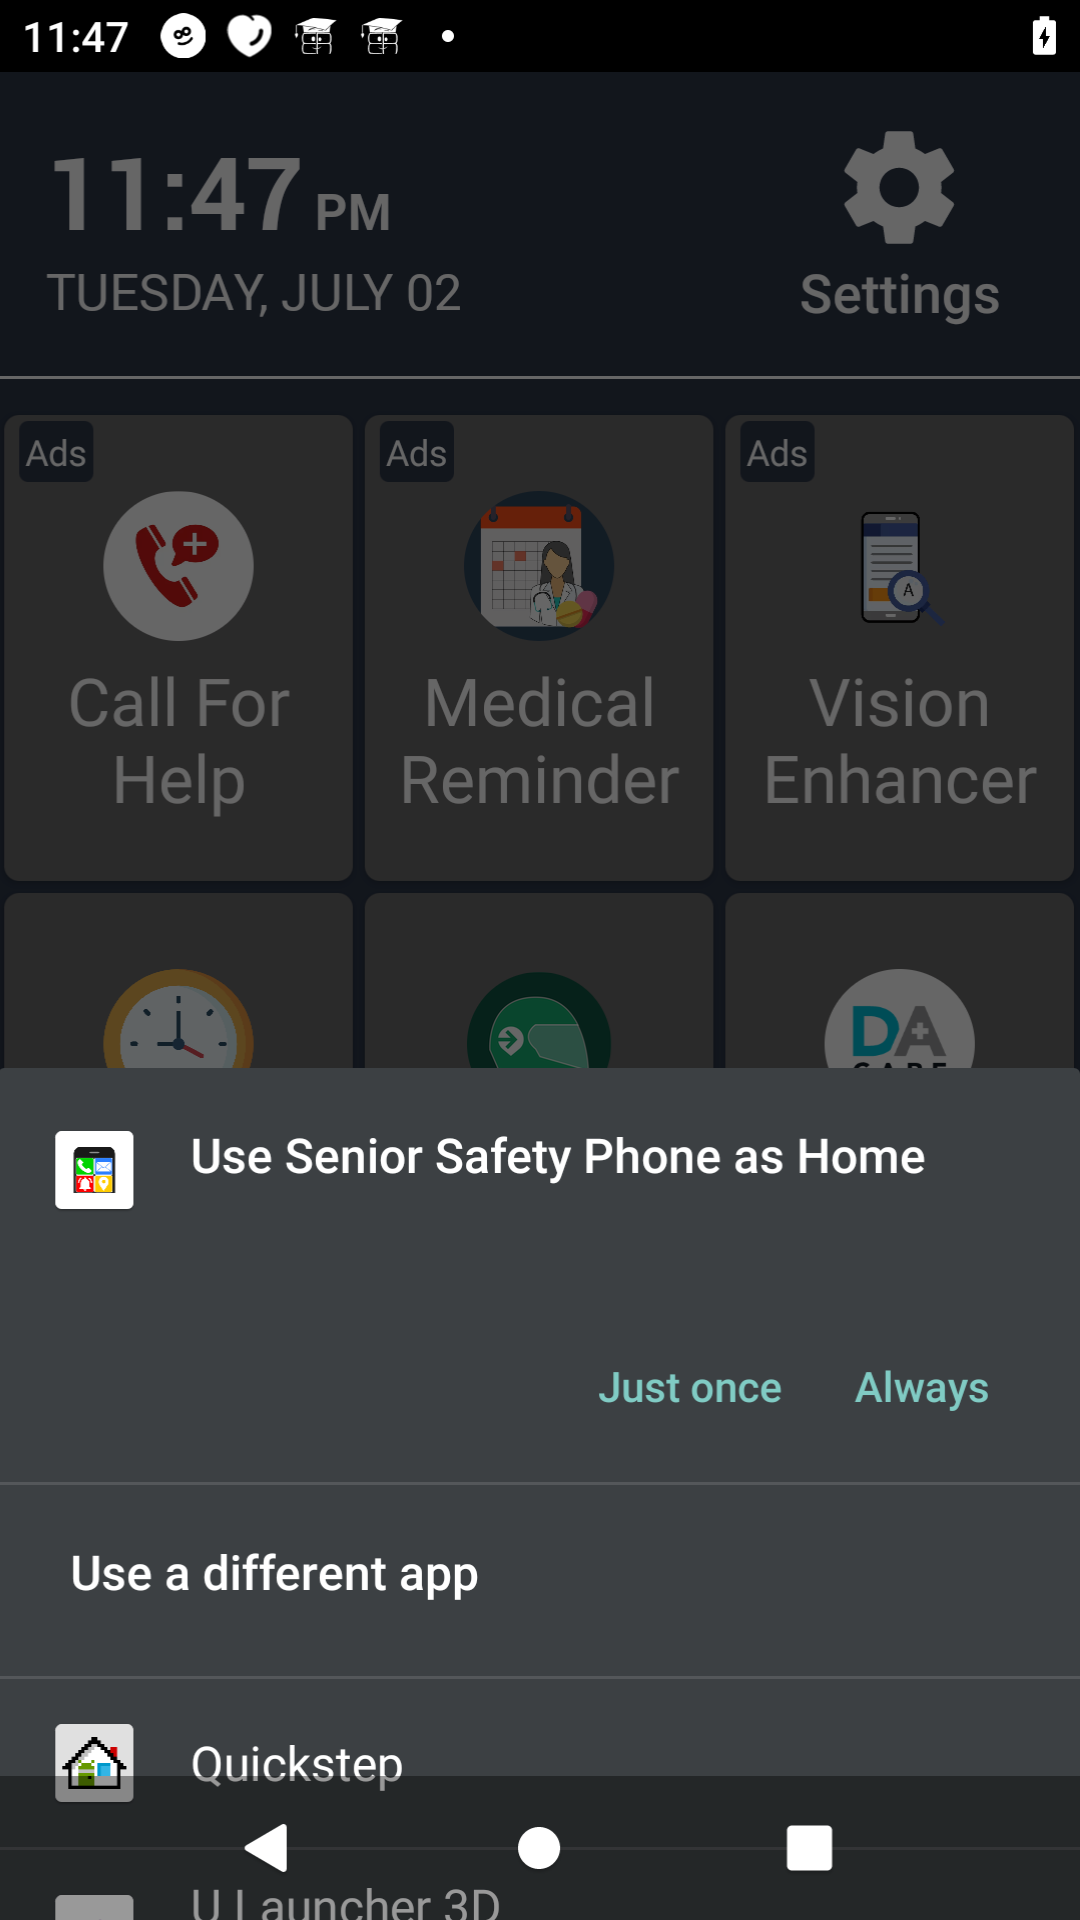 11:47
11:47 PM
TUESDAY, JULY 02
Settings
Ads
Ads
Ads
Call For
Help
Medical
Reminder
A
Vision
Enhancer
DA
Use Senior Safety Phone as Home
Just once
Always
Use a different app
Quickstep
U Launcher 3D